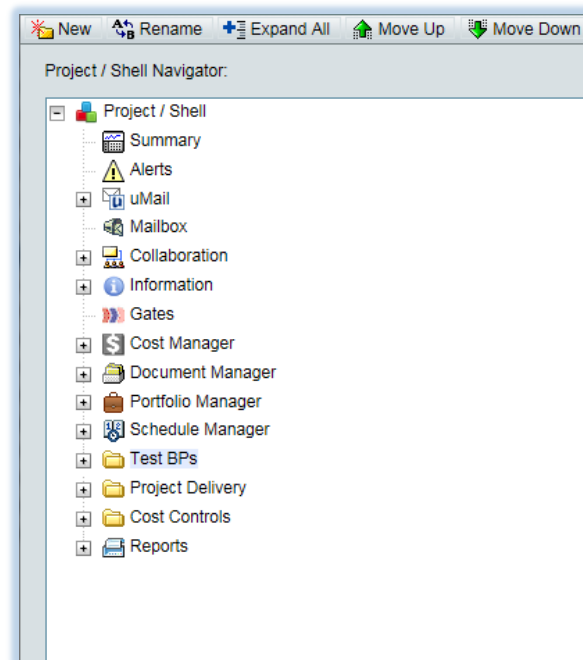 New Rename Expand All Move Up Move Down
Project / Shell Navigator:
Project / Shell
Summary
Alerts
uMail
Mailbox
Collaboration
Information
Gates
Cost Manager
Document Manager
Portfolio Manager
Schedule Manager
Test BPs
Project Delivery
Cost Controls
Reports